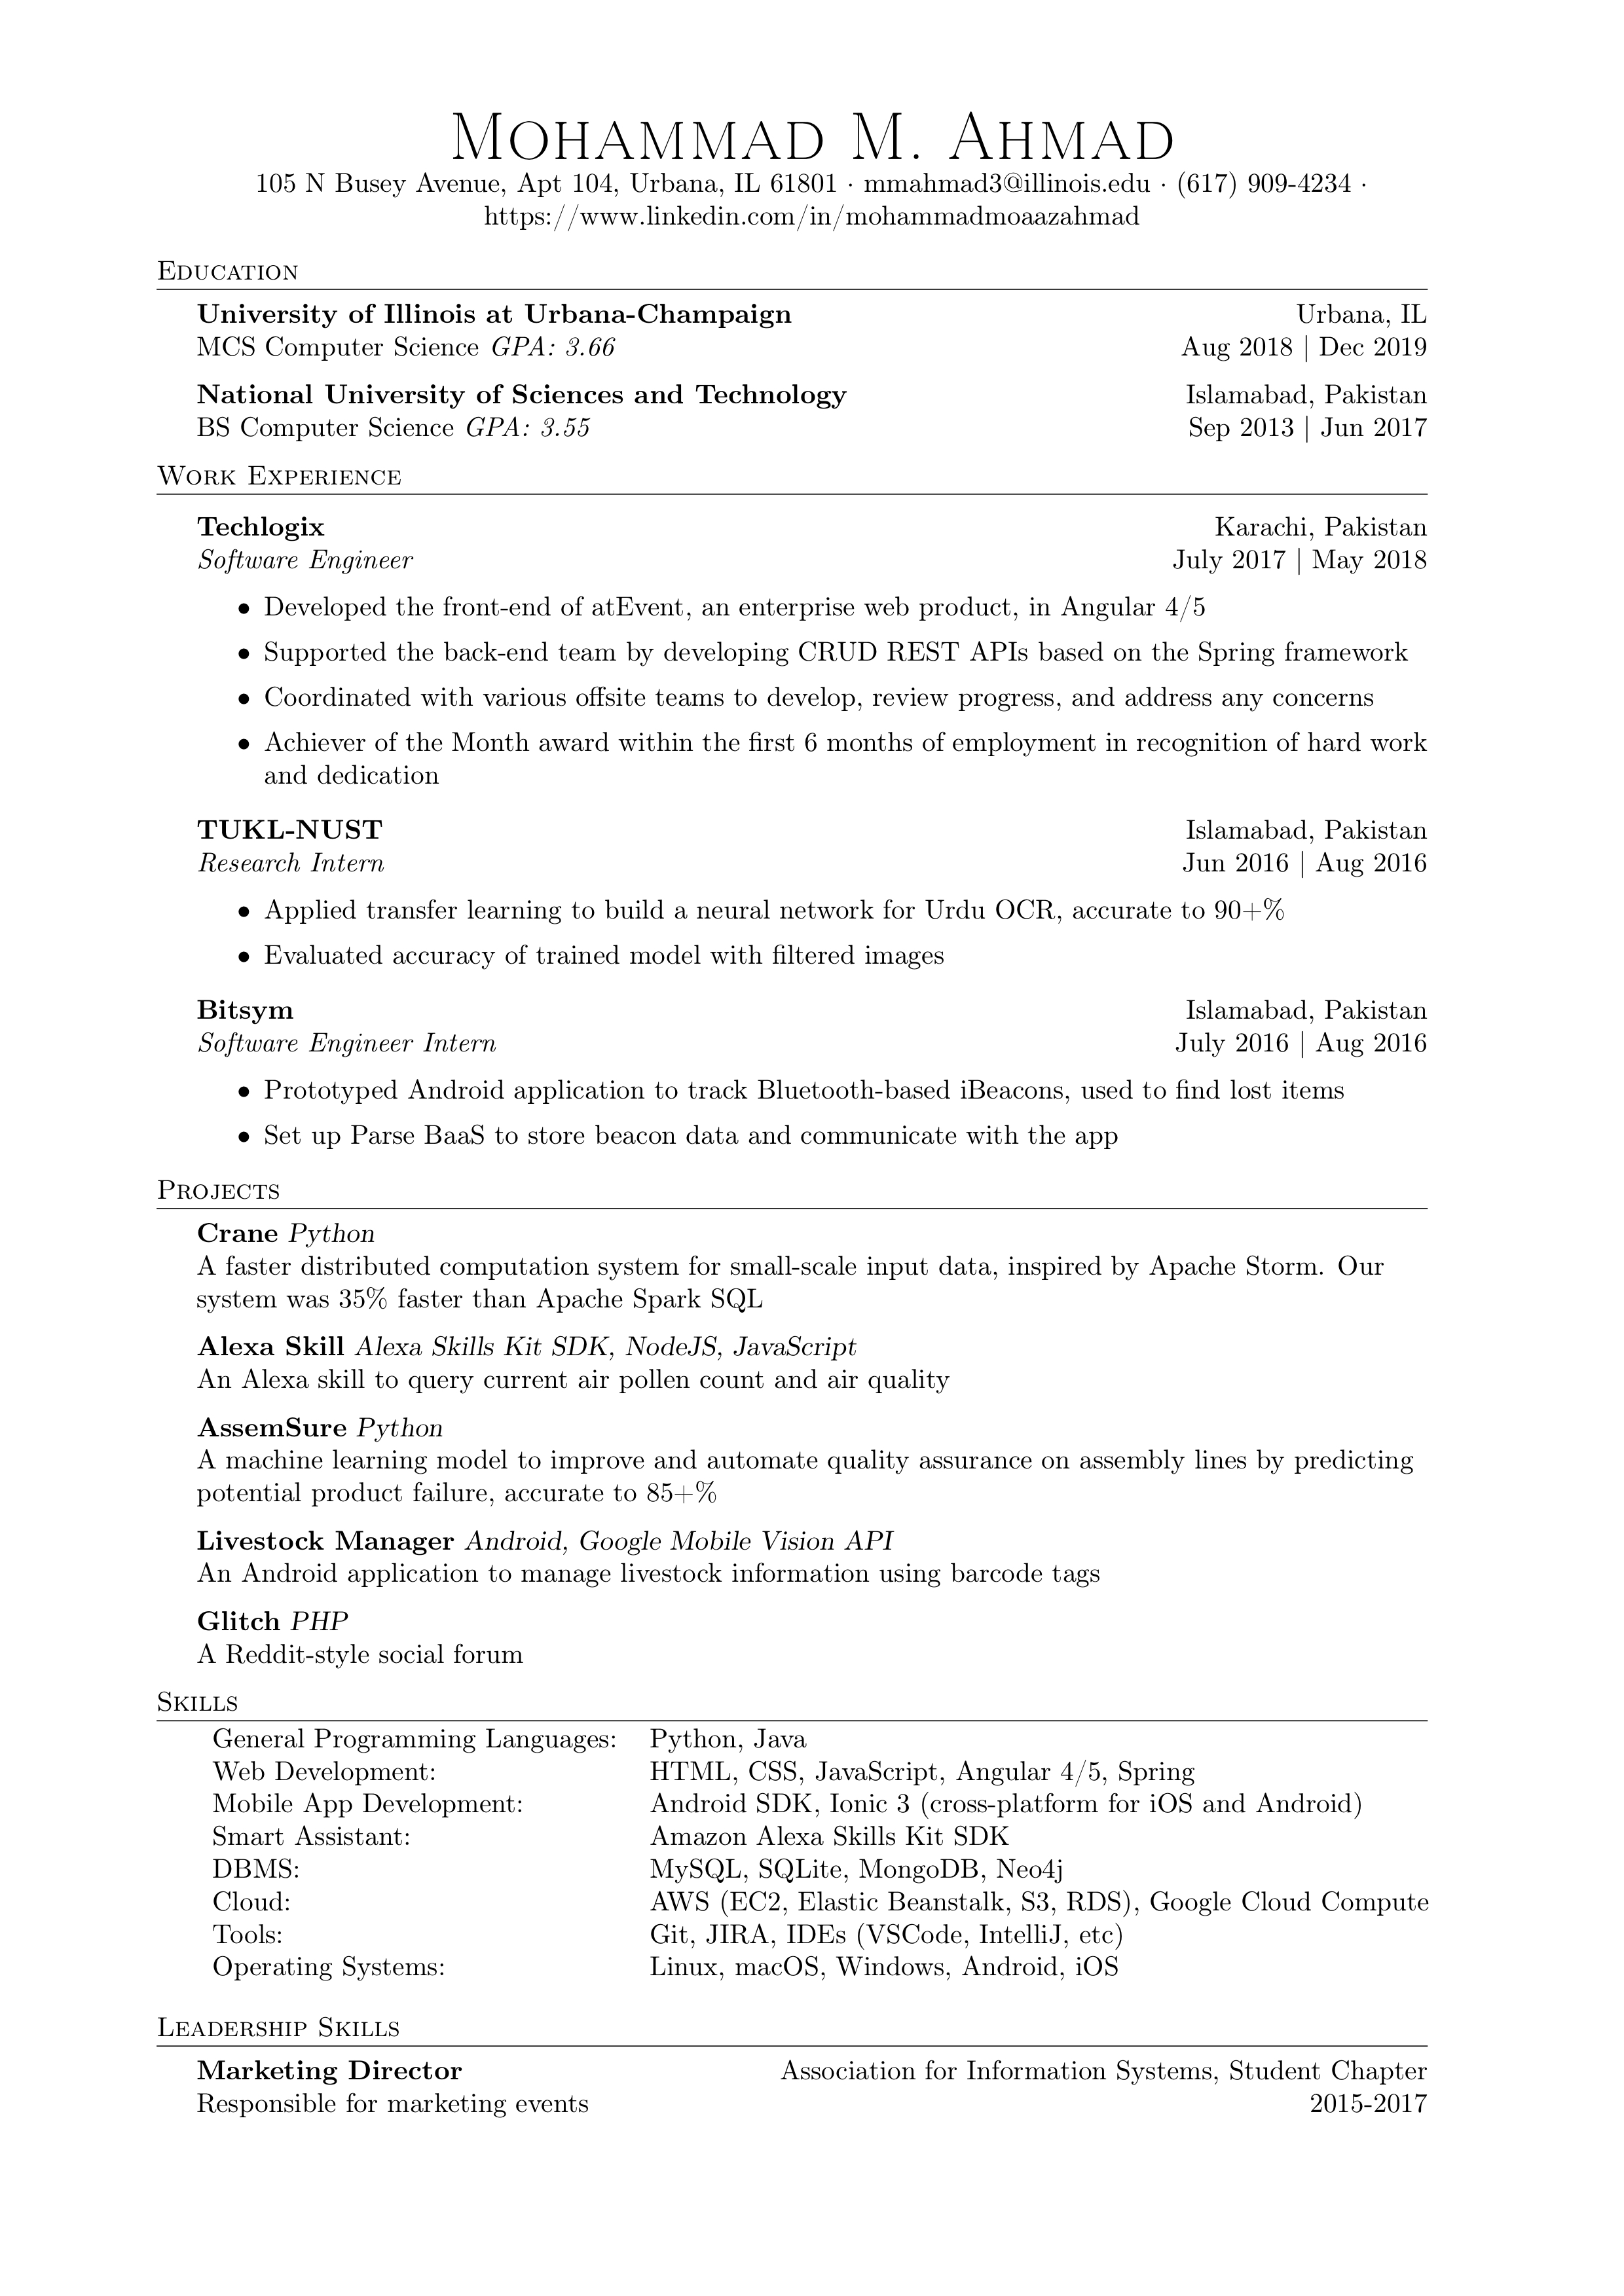 Mohammad M. Ahmad
105 N Busey Avenue, Apt 104, Urbana, IL 61801 · mmahmad3@illinois.edu · (617) 909-4234 ·
https://www.linkedin.com/in/mohammadmoaazahmad
Education
University of Illinois at Urbana-Champaign Urbana, IL
MCS Computer Science GPA: 3.66 Aug 2018 | Dec 2019
National University of Sciences and Technology Islamabad, Pakistan
BS Computer Science GPA: 3.55 Sep 2013 | Jun 2017
Work Experience
Techlogix Karachi, Pakistan
Software Engineer July 2017 | May 2018
• Developed the front-end of atEvent, an enterprise web product, in Angular 4/5
• Supported the back-end team by developing CRUD REST APIs based on the Spring framework
• Coordinated with various offsite teams to develop, review progress, and address any concerns
• Achiever of the Month award within the first 6 months of employment in recognition of hard work
and dedication
TUKL-NUST Islamabad, Pakistan
Research Intern Jun 2016 | Aug 2016
• Applied transfer learning to build a neural network for Urdu OCR, accurate to 90+%
• Evaluated accuracy of trained model with filtered images
Bitsym Islamabad, Pakistan
Software Engineer Intern July 2016 | Aug 2016
• Prototyped Android application to track Bluetooth-based iBeacons, used to find lost items
• Set up Parse BaaS to store beacon data and communicate with the app
Projects
Crane Python
A faster distributed computation system for small-scale input data, inspired by Apache Storm. Our
system was 35% faster than Apache Spark SQL
Alexa Skill Alexa Skills Kit SDK, NodeJS, JavaScript
An Alexa skill to query current air pollen count and air quality
AssemSure Python
A machine learning model to improve and automate quality assurance on assembly lines by predicting
potential product failure, accurate to 85+%
Livestock Manager Android, Google Mobile Vision API
An Android application to manage livestock information using barcode tags
Glitch PHP
A Reddit-style social forum
Skills
General Programming Languages: Python, Java
Web Development: HTML, CSS, JavaScript, Angular 4/5, Spring
Mobile App Development: Android SDK, Ionic 3 (cross-platform for iOS and Android)
Smart Assistant: Amazon Alexa Skills Kit SDK
DBMS: MySQL, SQLite, MongoDB, Neo4j
Cloud: AWS (EC2, Elastic Beanstalk, S3, RDS), Google Cloud Compute
Tools: Git, JIRA, IDEs (VSCode, IntelliJ, etc)
Operating Systems: Linux, macOS, Windows, Android, iOS
Leadership Skills
Marketing Director Association for Information Systems, Student Chapter
Responsible for marketing events 2015-2017